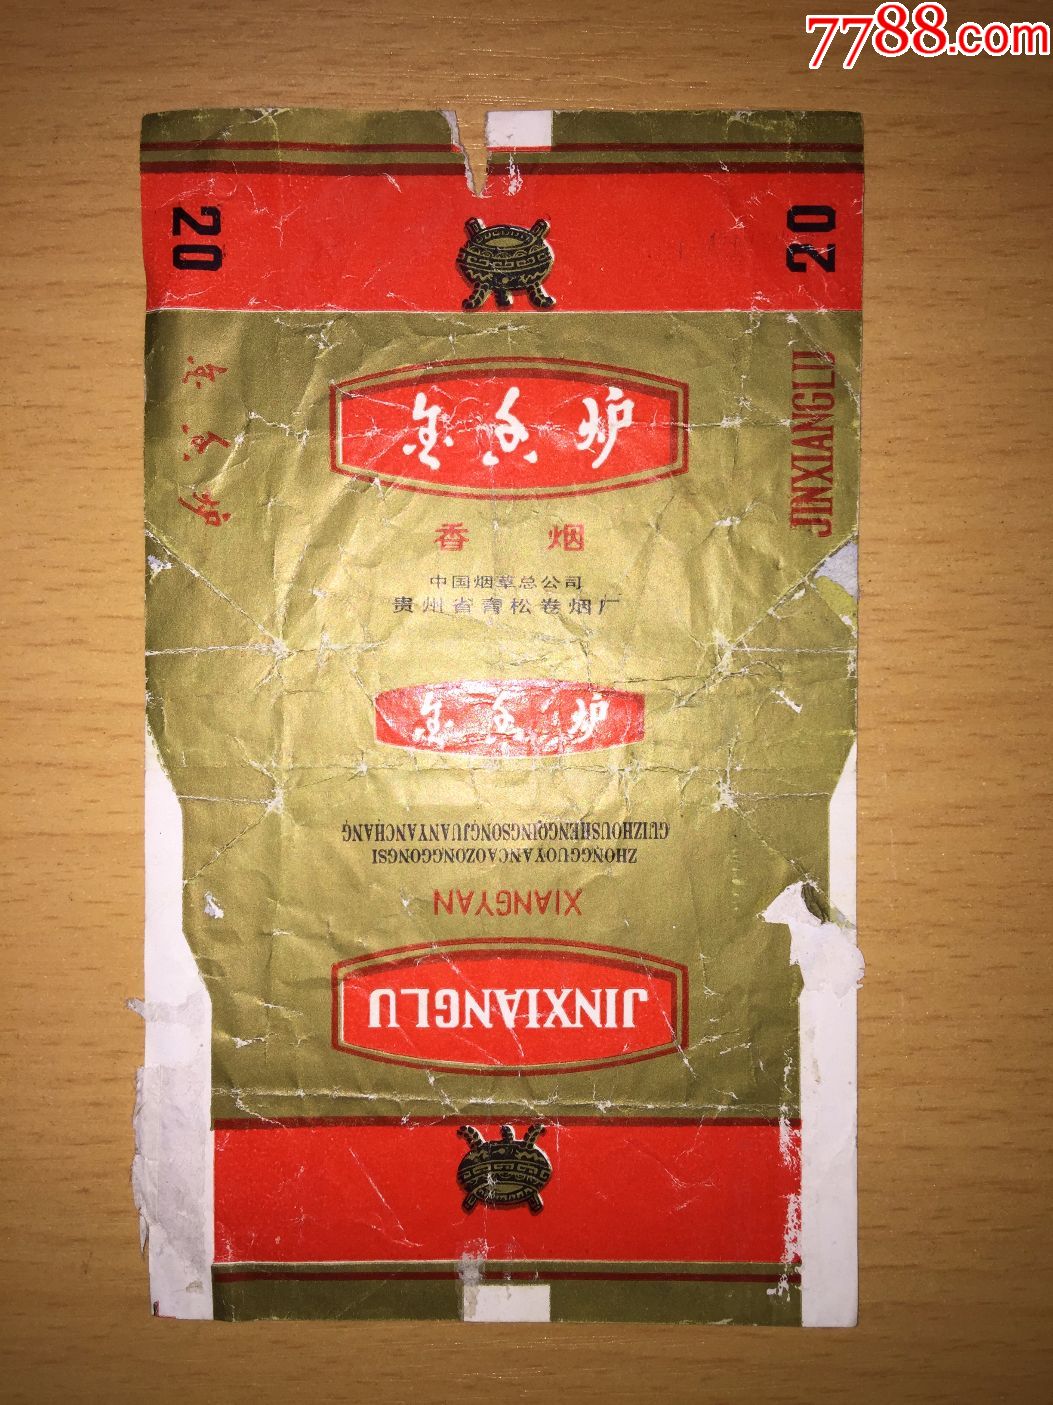 7788.com
20
20
金香炉
JINXIANGLU
金香炉
香烟
中国烟草总公司
贵州省青松卷烟厂
金香炉
JINXIANGLU
XIANGYAN
ZHONGGUOYANCAOZONGGONGSI
GUIZHOUSHENGQINGSONGJUANYANCHANG